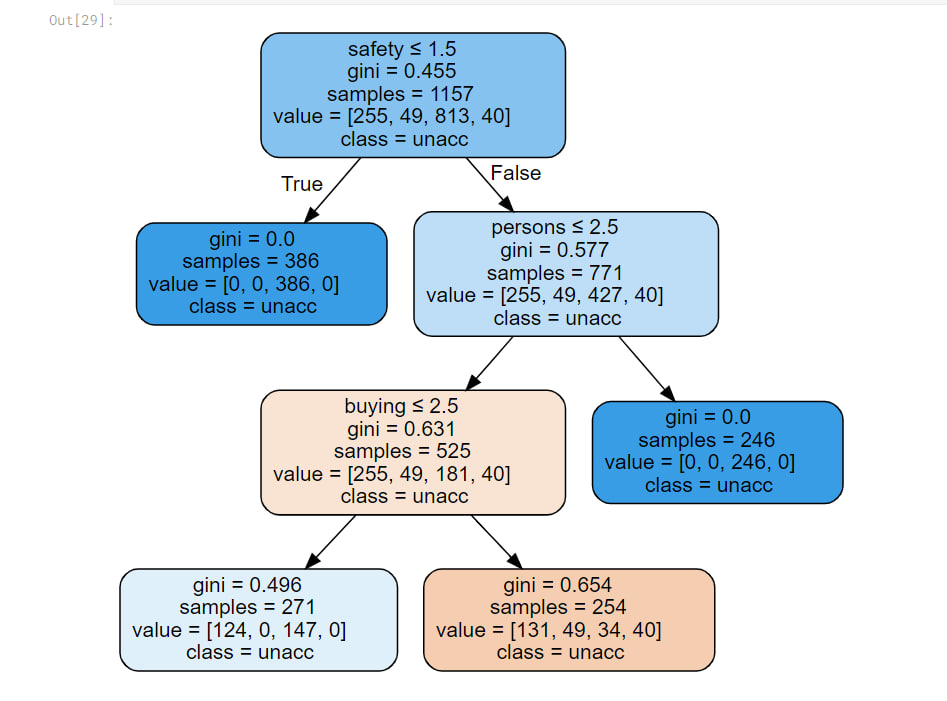 Out[29]:
safety ≤ 1.5
gini = 0.455
samples = 1157
value = [255, 49, 813, 40]
class = unacc
True
False
gini = 0.0
samples = 386
value = [0, 0, 386, 0]
class = unacc
persons ≤ 2.5
gini = 0.577
samples = 771
value = [255, 49, 427, 40]
class = unacc
buying ≤ 2.5
gini = 0.631
samples = 525
value = [255, 49, 181, 40]
class = unacc
gini = 0.0
samples = 246
value = [0, 0, 246, 0]
class = unacc
gini = 0.496
samples = 271
value = [124, 0, 147, 0]
class = unacc
gini = 0.654
samples = 254
value = [131, 49, 34, 40]
class = unacc